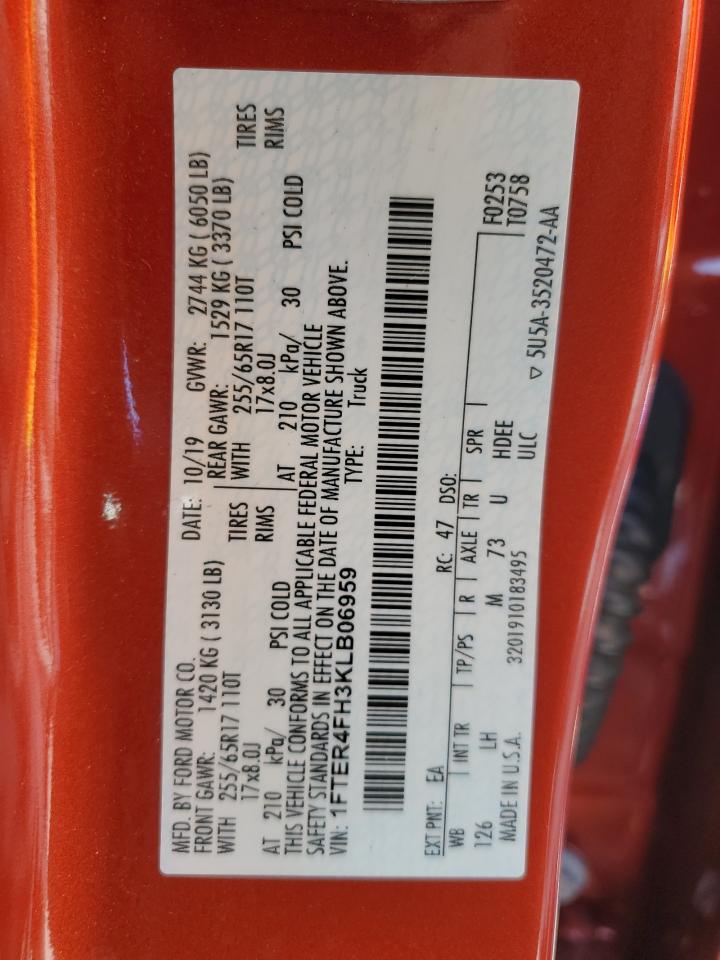 MFD. BY FORD MOTOR CO. DATE: 10/19 GVWR: 2744 KG ( 6050 LB)
FRONT GAWR: 1420 KG ( 3130 LB) REAR GAWR: 1529 KG ( 3370 LB)
WITH 255/65R17 110T TIRES WITH 255/65R17 110T TIRES
17x8.0J RIMS 17x8.0J RIMS
AT 210 kPa/ 30 PSI COLD AT 210 kPa/ 30 PSI COLD
THIS VEHICLE CONFORMS TO ALL APPLICABLE FEDERAL MOTOR VEHICLE
SAFETY STANDARDS IN EFFECT ON THE DATE OF MANUFACTURE SHOWN ABOVE.
VIN: 1FTER4FH3KLB06959 TYPE: Truck
EXT PNT: EA RC: 47 DSO:
WB INT TR TP/PS R AXLE TR SPR F0253
126 LH M 73 U HDEE T0758
MADE IN U.S.A. 3201910183495 ULC
▽ 5U5A-3520472-AA